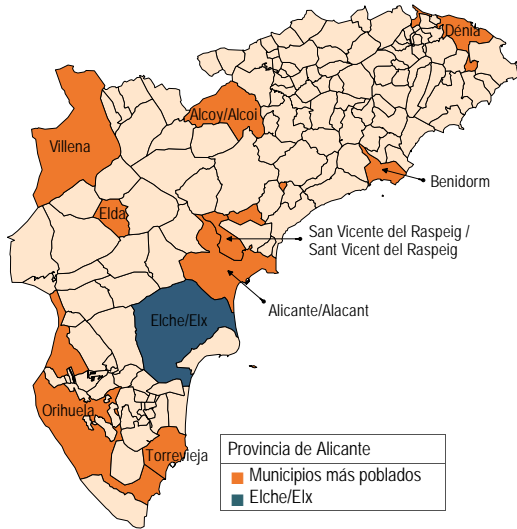 Dénia
Alcoy/Alcoi
Villena
Benidorm
Elda
San Vicente del Raspeig /
Sant Vicent del Raspeig
Alicante/Alacant
Elche/Elx
Orihuela
Torrevieja
Provincia de Alicante
Municipios más poblados
Elche/Elx